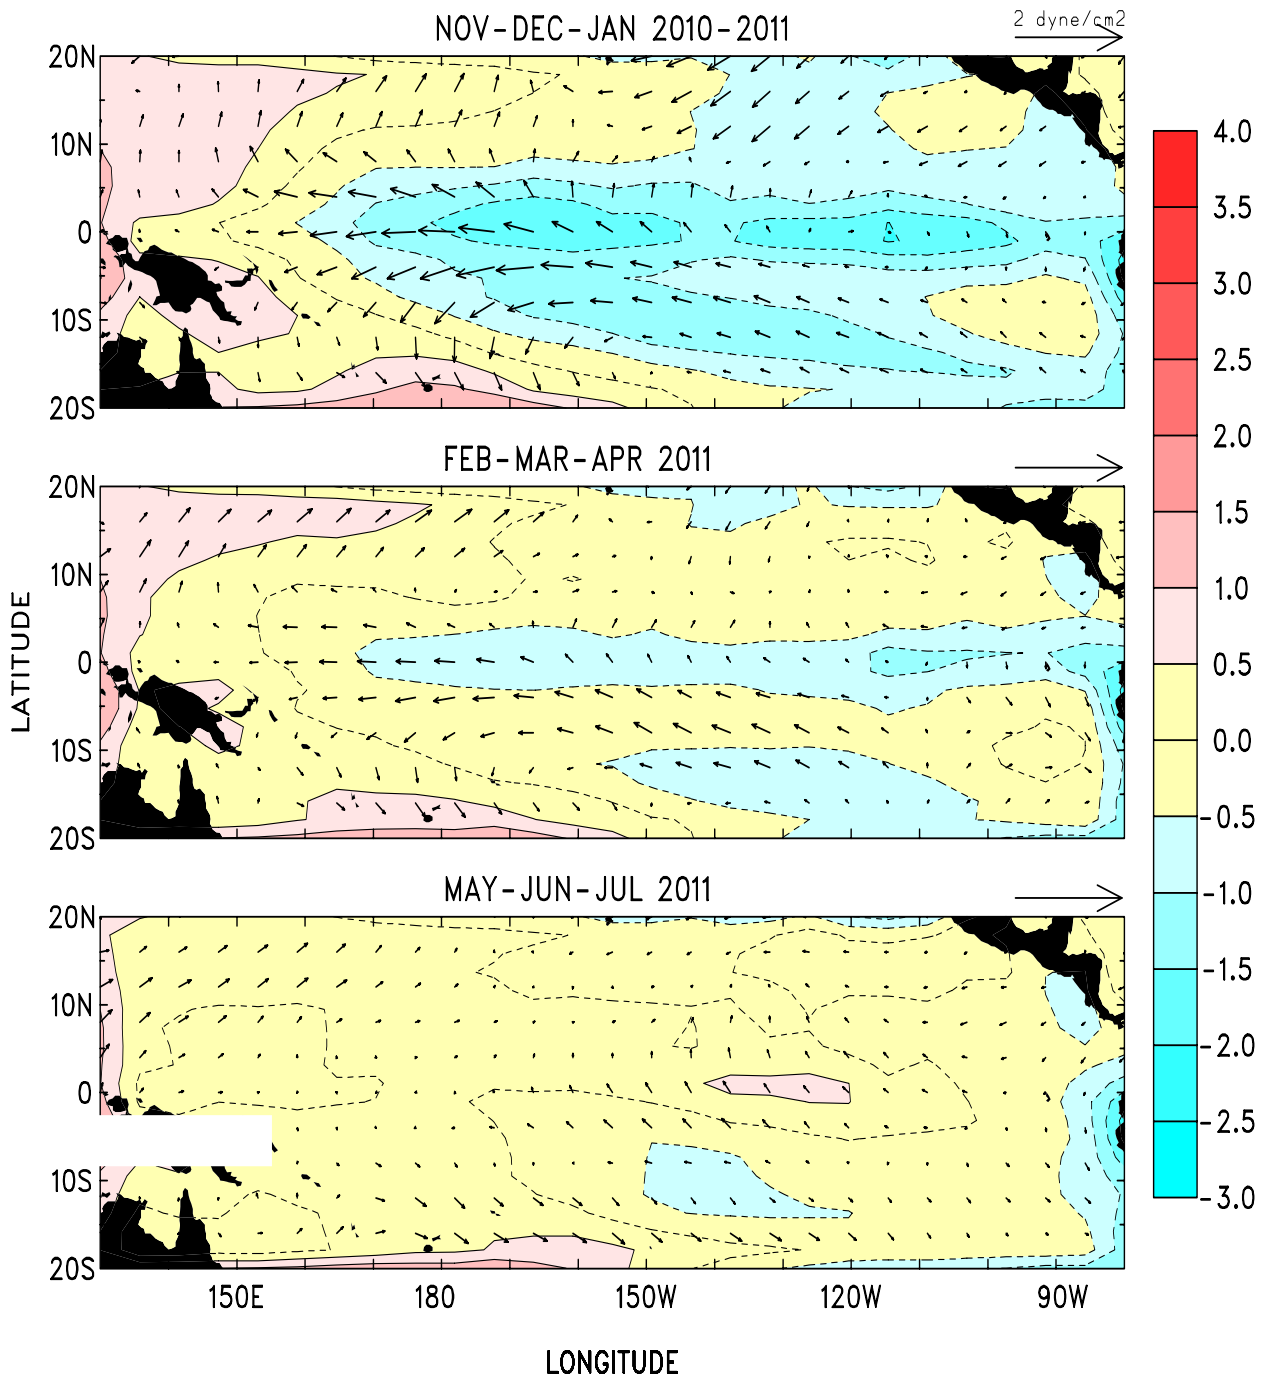 NOV-DEC-JAN 2010-2011
2 dyne/cm2
20N
10N
0
10S
20S
FEB-MAR-APR 2011
20N
10N
0
10S
20S
LATITUDE
MAY-JUN-JUL 2011
20N
10N
0
10S
20S
150E 180 150W 120W 90W
LONGITUDE
4.0
3.5
3.0
2.5
2.0
1.5
1.0
0.5
0.0
-0.5
-1.0
-1.5
-2.0
-2.5
-3.0